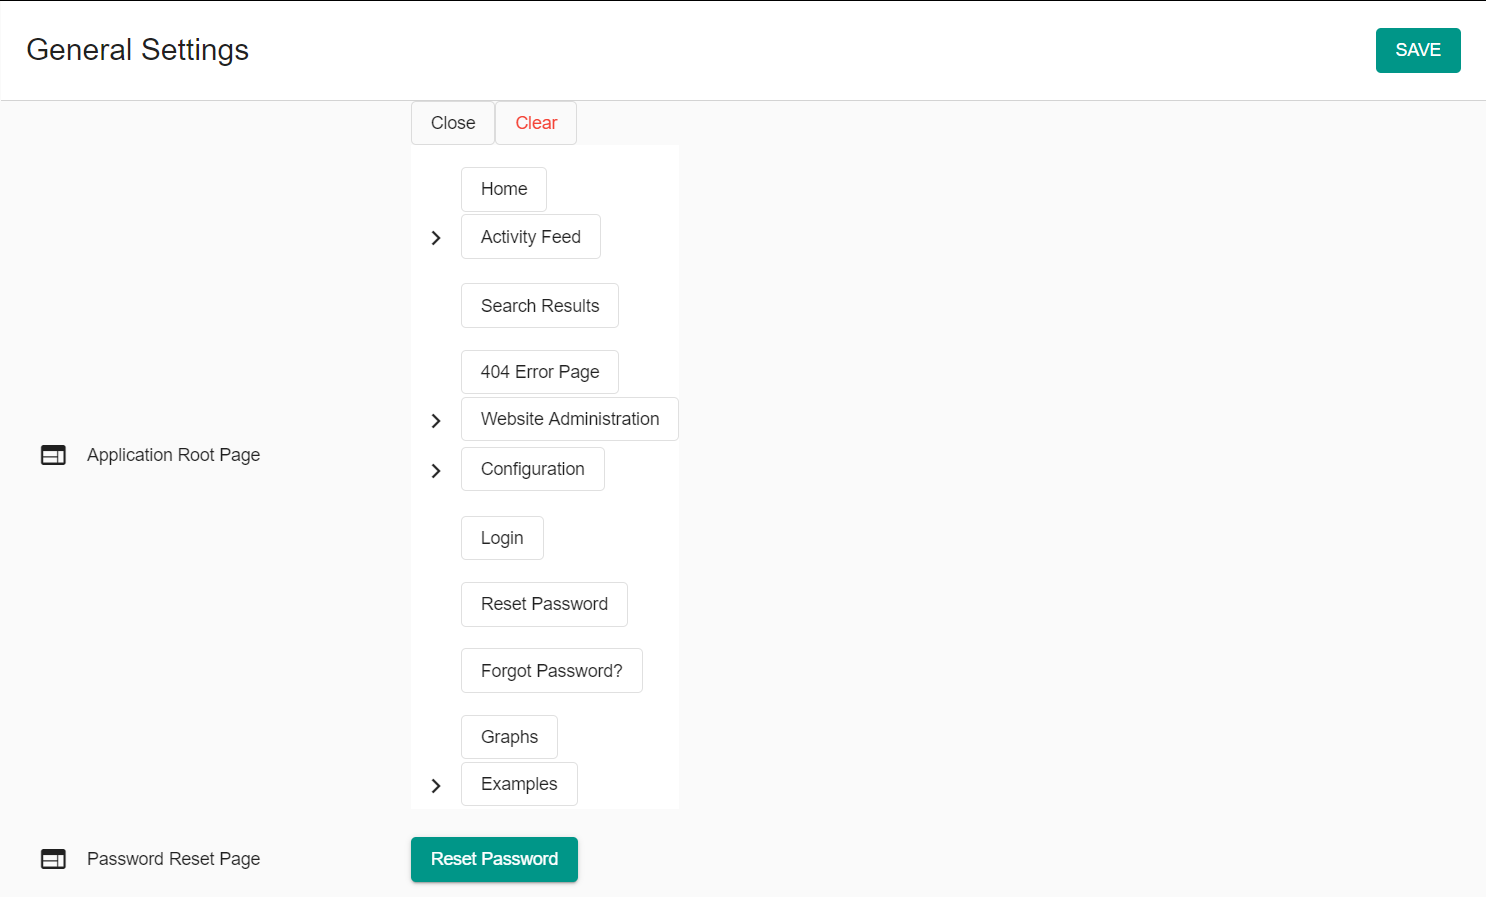 General Settings
SAVE
Close
Clear
Home
Activity Feed
Search Results
404 Error Page
Website Administration
Application Root Page
Configuration
Login
Reset Password
Forgot Password?
Graphs
Examples
Password Reset Page
Reset Password